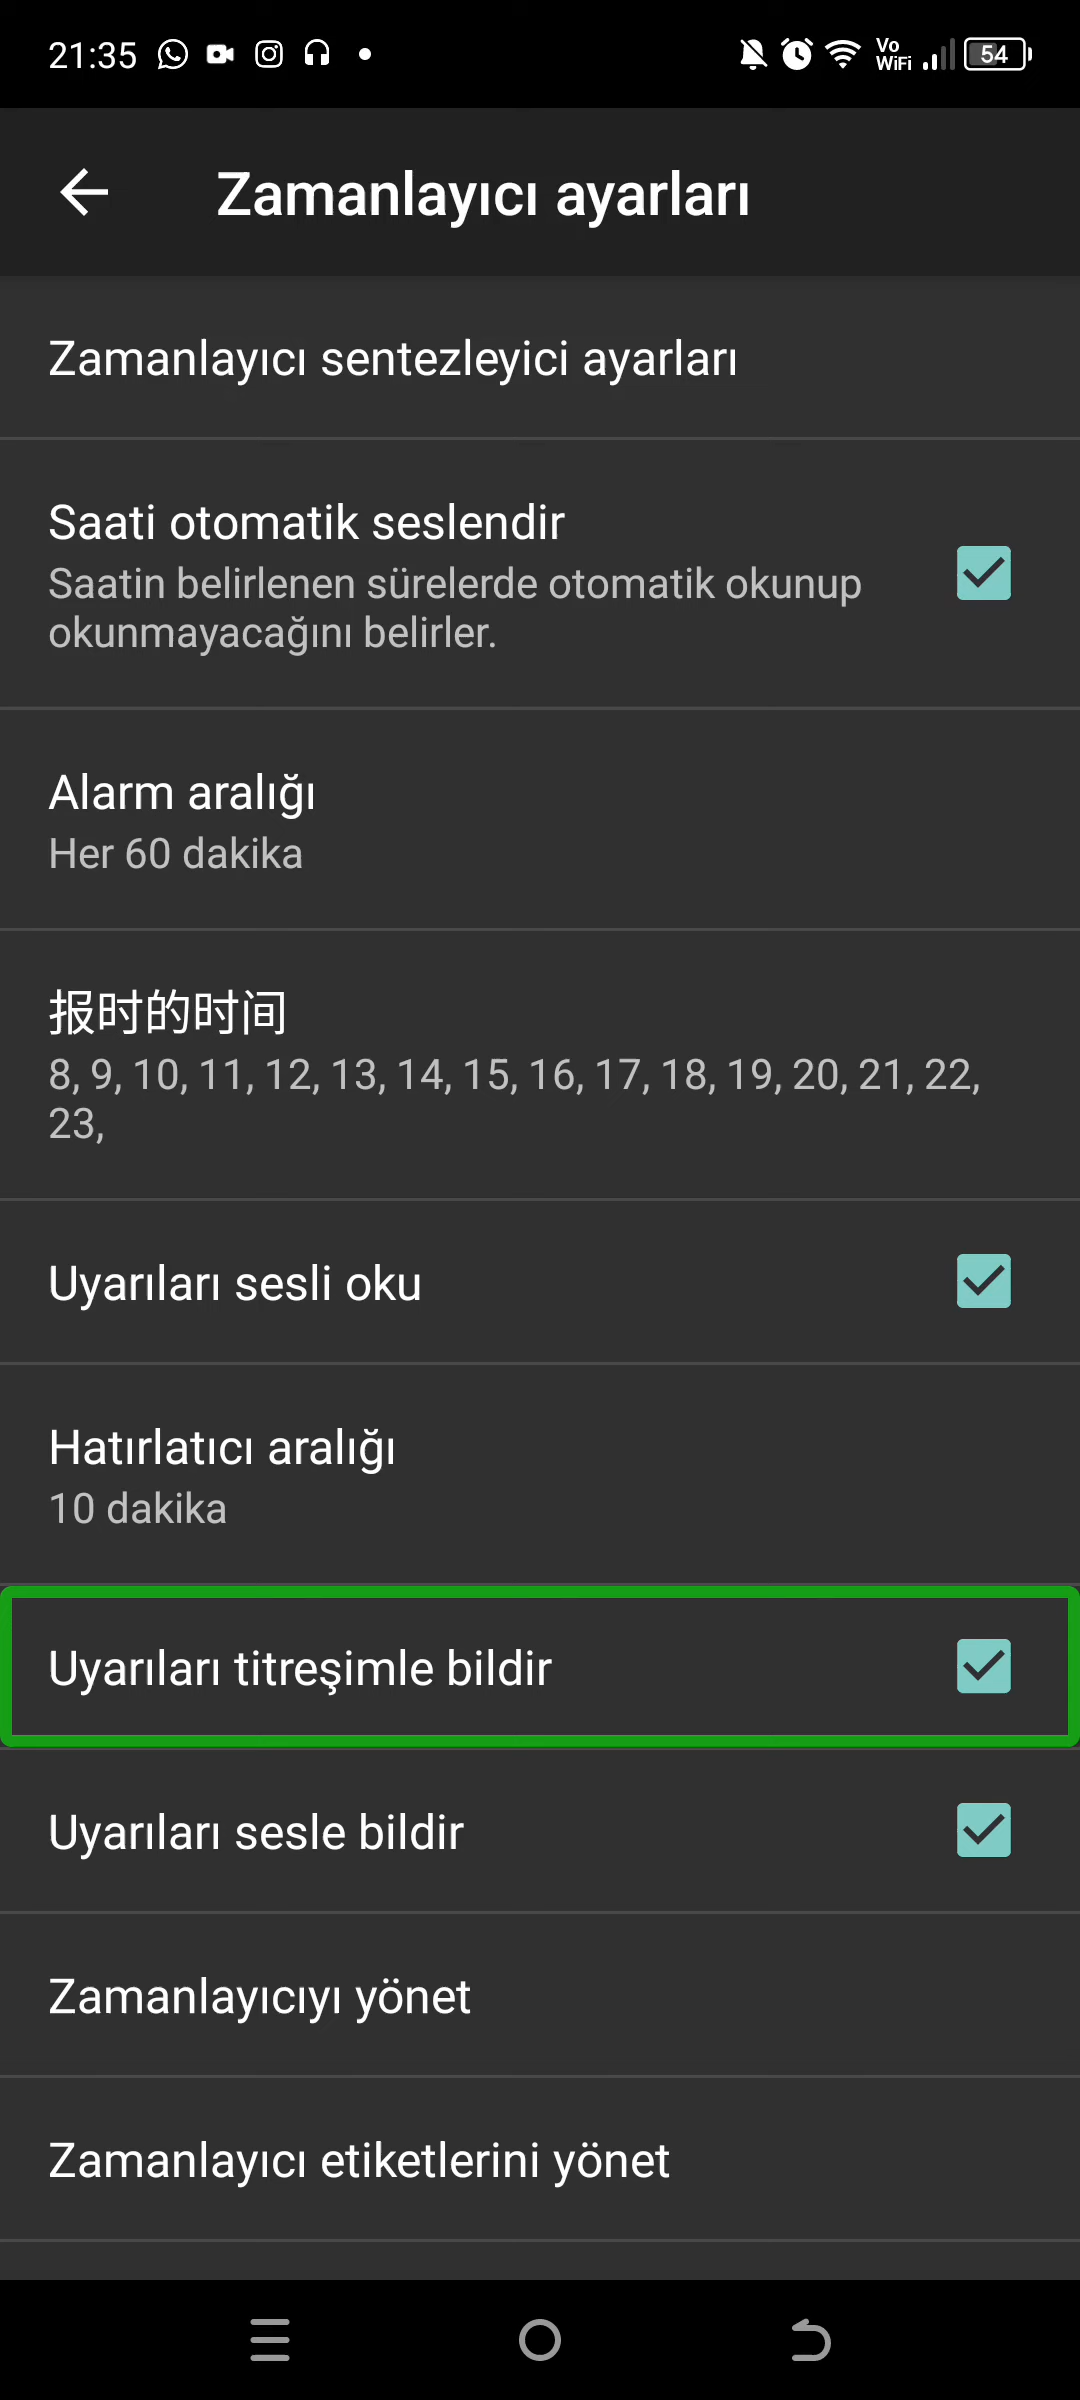 21:35
Vo
WiFi
54
Zamanlayıcı ayarları
Zamanlayıcı sentezleyici ayarları
Saati otomatik seslendir
Saatin belirlenen sürelerde otomatik okunup
okunmayacağını belirler.
Alarm aralığı
Her 60 dakika
报时的时间
8, 9, 10, 11, 12, 13, 14, 15, 16, 17, 18, 19, 20, 21, 22,
23,
Uyarıları sesli oku
Hatırlatıcı aralığı
10 dakika
Uyarıları titreşimle bildir
Uyarıları sesle bildir
Zamanlayıcıyı yönet
Zamanlayıcı etiketlerini yönet